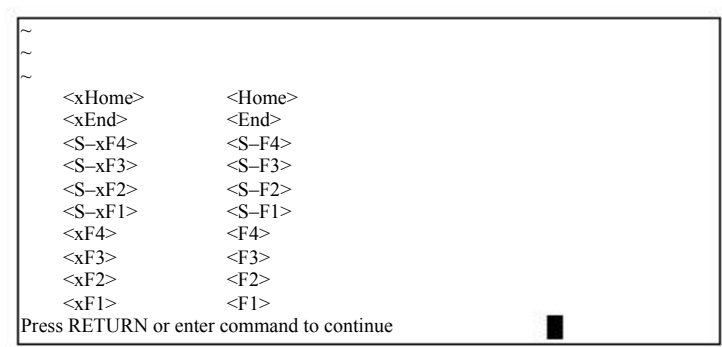 ~
~
~
<xHome> <Home>
<xEnd> <End>
<S–xF4> <S–F4>
<S–xF3> <S–F3>
<S–xF2> <S–F2>
<S–xF1> <S–F1>
<xF4> <F4>
<xF3> <F3>
<xF2> <F2>
<xF1> <F1>
Press RETURN or enter command to continue